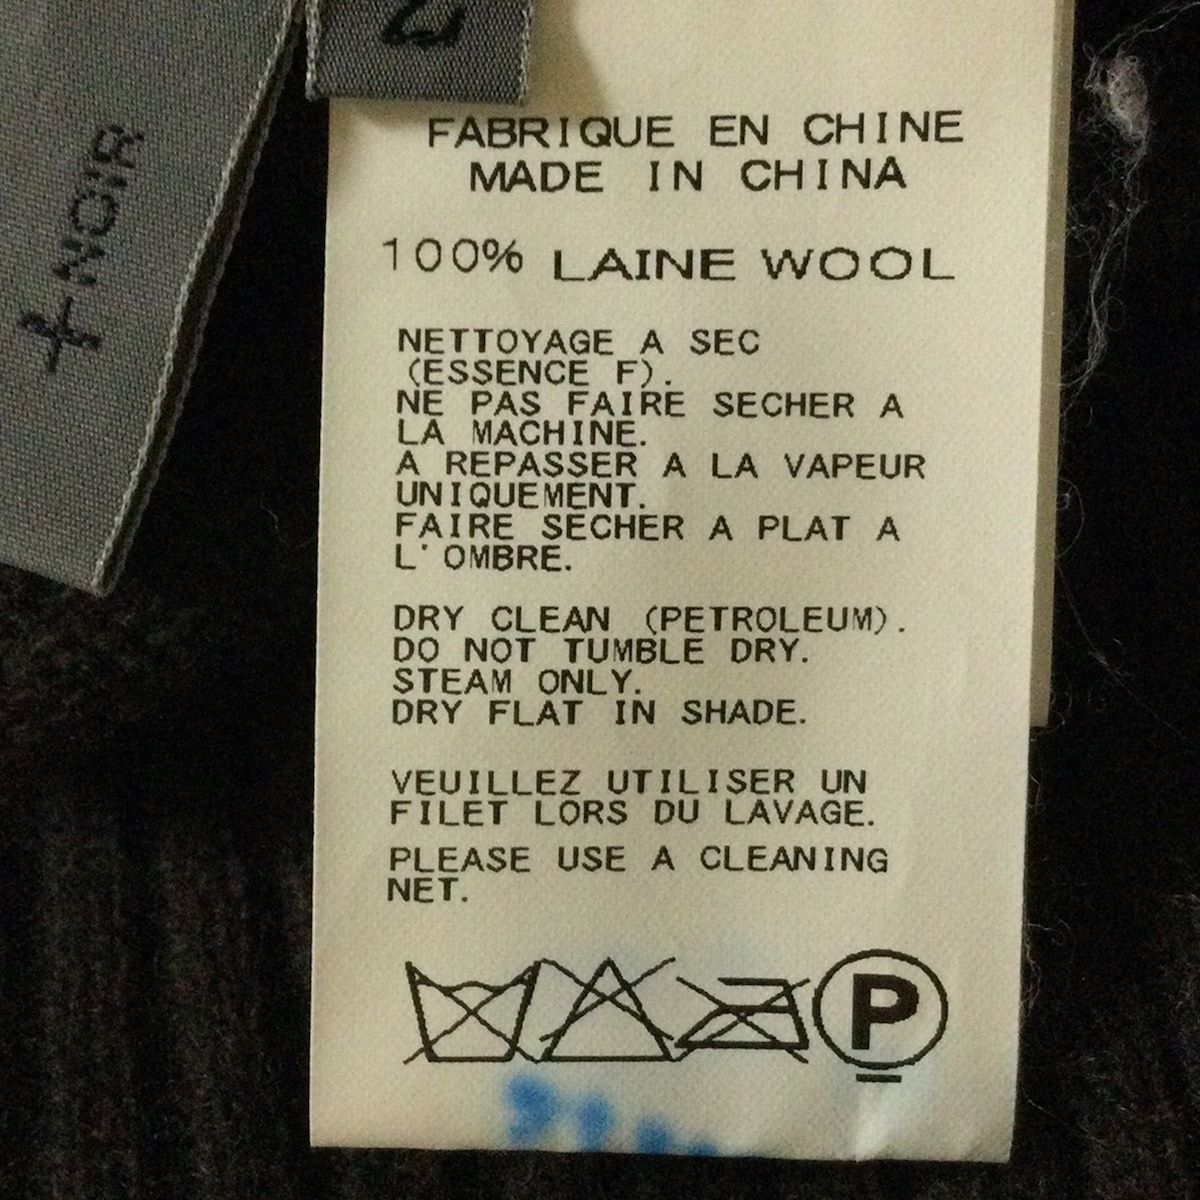 NOIR
2
FABRIQUE EN CHINE
MADE IN CHINA
100% LAINE WOOL
NETTOYAGE A SEC
(ESSENCE F).
NE PAS FAIRE SECHER A
LA MACHINE.
A REPASSER A LA VAPEUR
UNIQUEMENT.
FAIRE SECHER A PLAT A
L'OMBRE.
DRY CLEAN (PETROLEUM).
DO NOT TUMBLE DRY.
STEAM ONLY.
DRY FLAT IN SHADE.
VEUILLEZ UTILISER UN
FILET LORS DU LAVAGE.
PLEASE USE A CLEANING
NET.
P